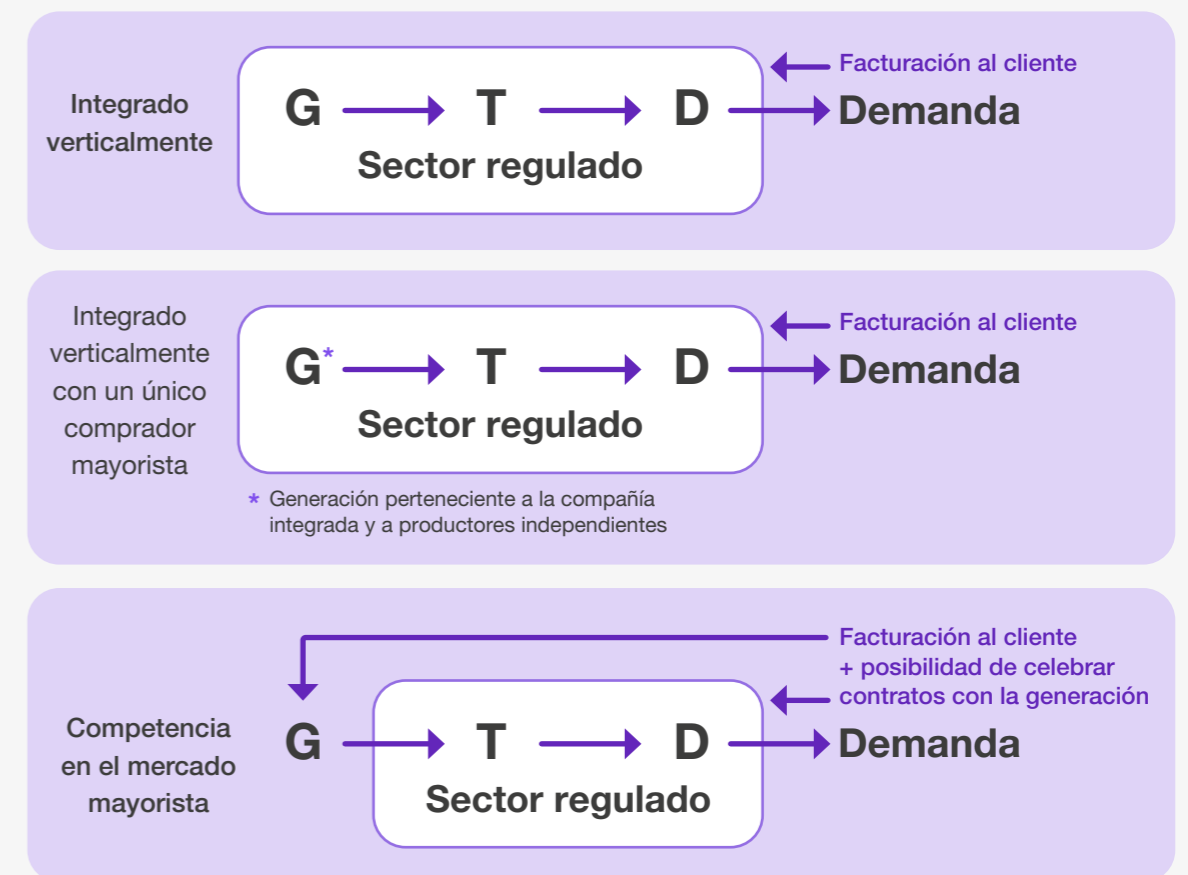 Integrado
verticalmente
G T D
Sector regulado
Facturación al cliente
Demanda
Integrado
verticalmente
con un único
comprador
mayorista
G* T D
Sector regulado
Facturación al cliente
Demanda
* Generación perteneciente a la compañía
integrada y a productores independientes
Competencia
en el mercado
mayorista
G T D
Sector regulado
Facturación al cliente
+ posibilidad de celebrar
contratos con la generación
Demanda